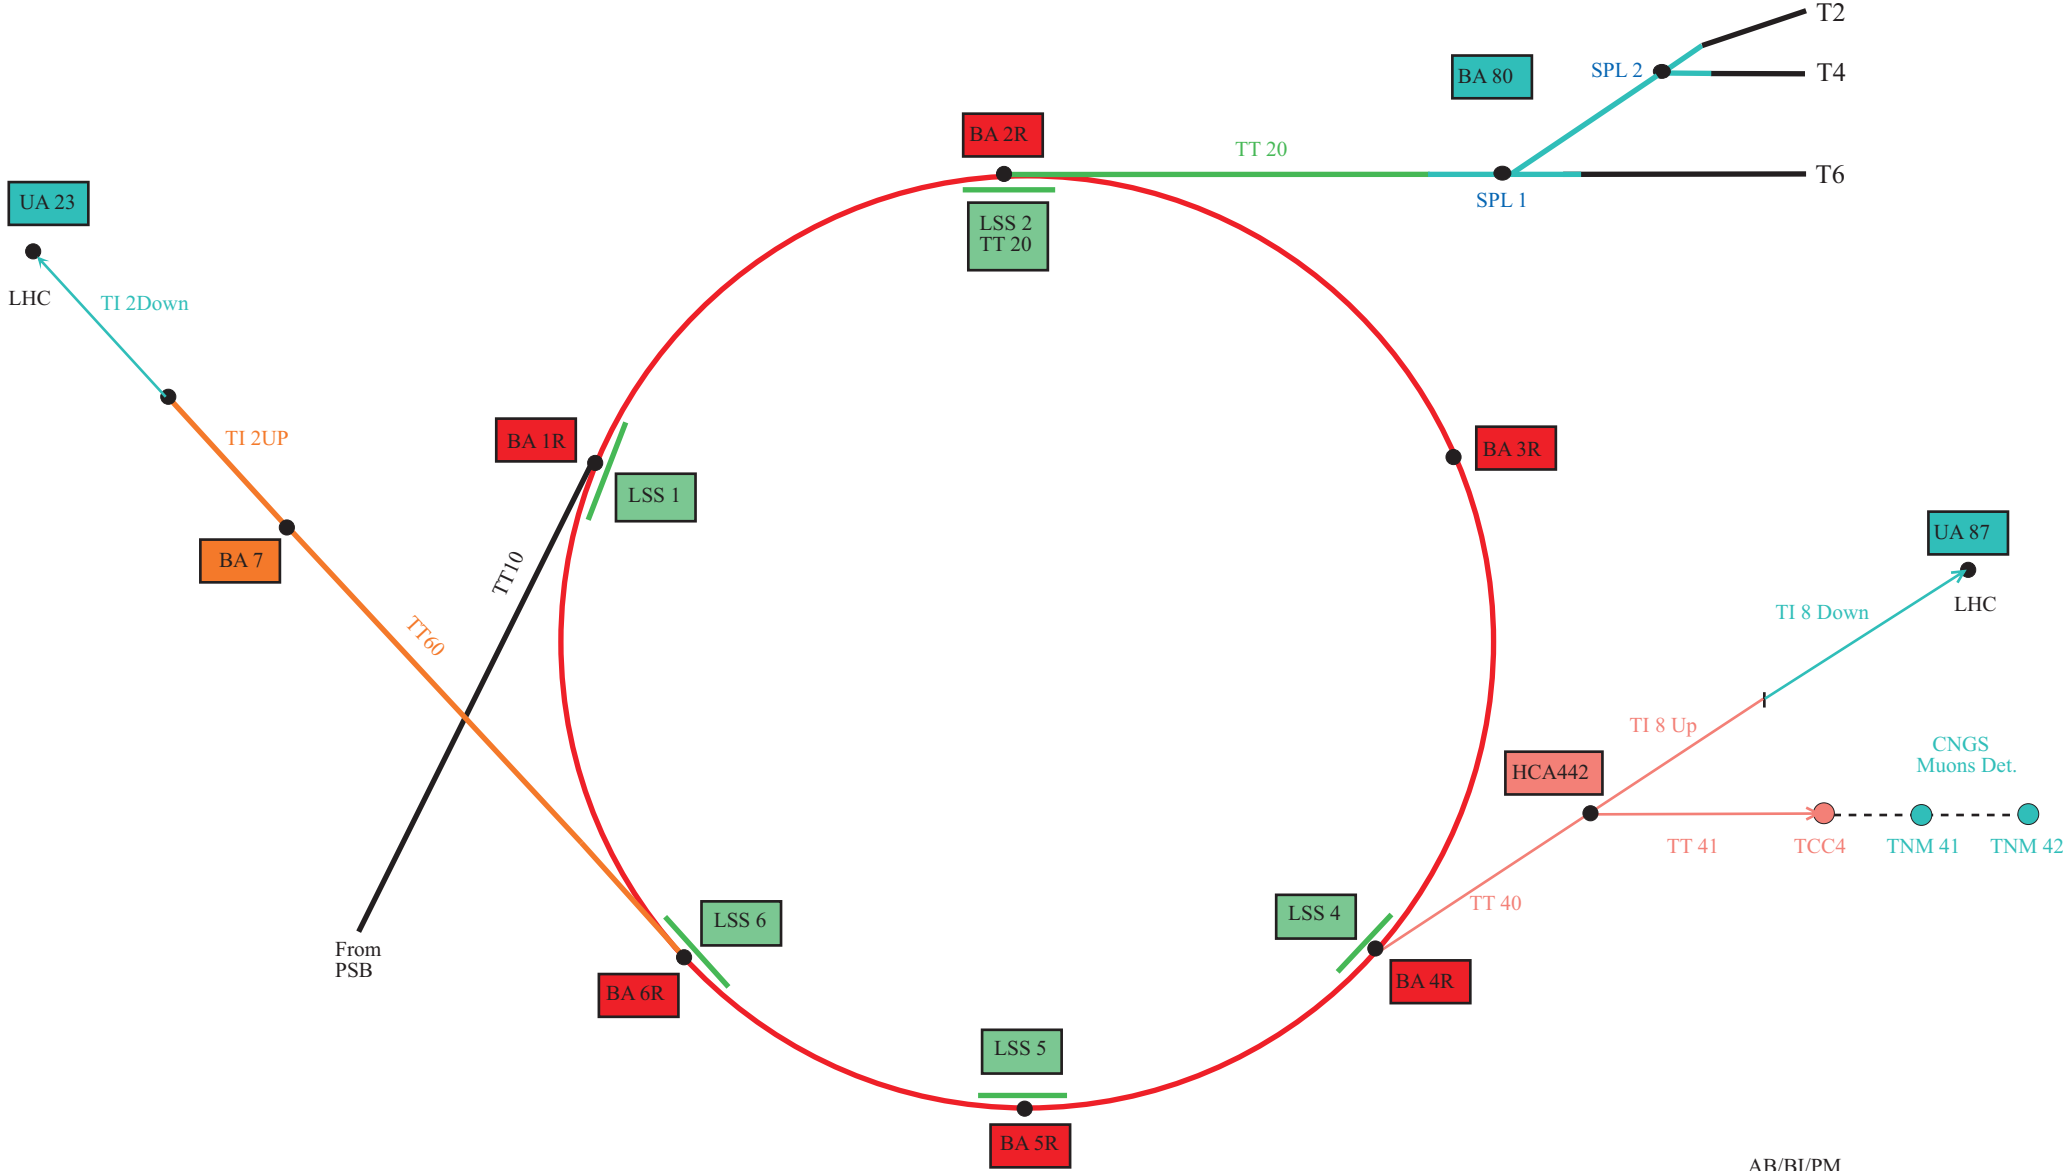 T2
BA 80
SPL 2
T4
BA 2R
TT 20
T6
SPL 1
UA 23
LSS 2
TT 20
LHC
TI 2Down
TI 2UP
BA 1R
BA 3R
LSS 1
UA 87
BA 7
TT10
LHC
TI 8 Down
TT60
TI 8 Up
CNGS
Muons Det.
HCA442
TT 41
TCC4
TNM 41
TNM 42
TT 40
LSS 4
LSS 6
From
PSB
BA 6R
BA 4R
LSS 5
BA 5R
AB/BI/PM